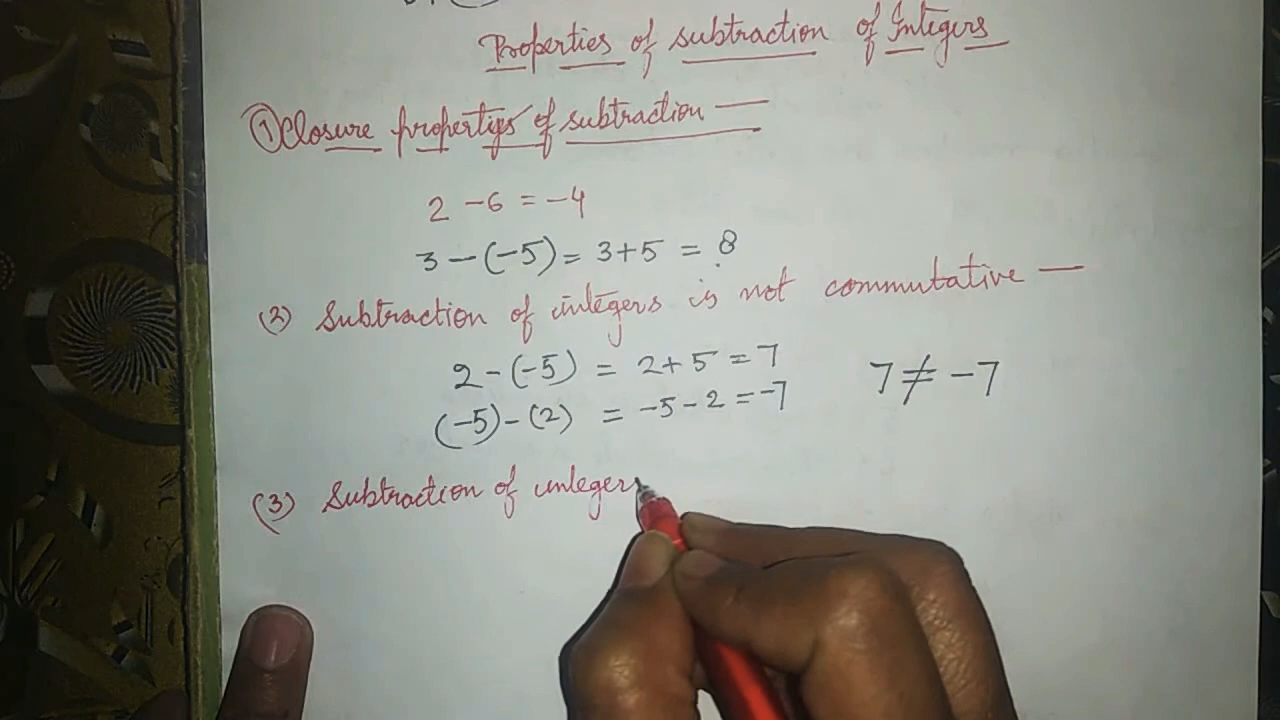 Properties of subtraction of Integers
① Closure propertiys of subtraction —
2 - 6 = -4
3 - (-5) = 3+5 = 8
(2) Subtraction of integers is not commutative —
2 - (-5) = 2+5 = 7
7 ≠ -7
(-5) - (2) = -5 - 2 = -7
(3) Subtraction of integers